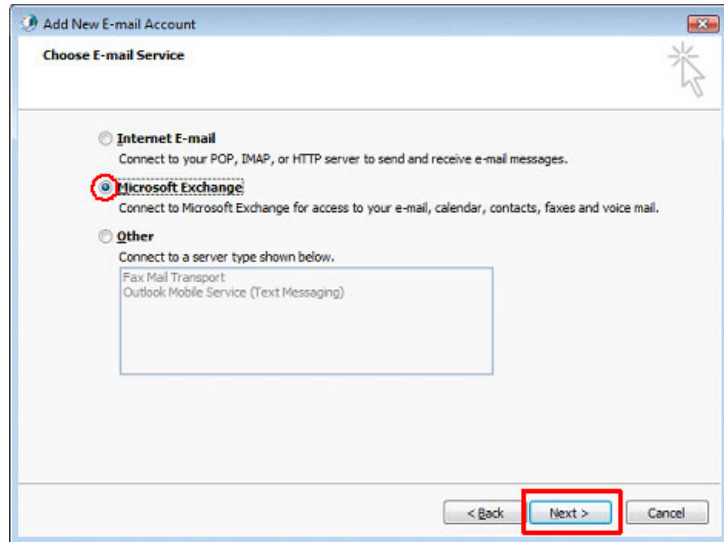 Add New E-mail Account
Choose E-mail Service
Internet E-mail
Connect to your POP, IMAP, or HTTP server to send and receive e-mail messages.
Microsoft Exchange
Connect to Microsoft Exchange for access to your e-mail, calendar, contacts, faxes and voice mail.
Other
Connect to a server type shown below.
Fax Mail Transport
Outlook Mobile Service (Text Messaging)
< Back Next > Cancel